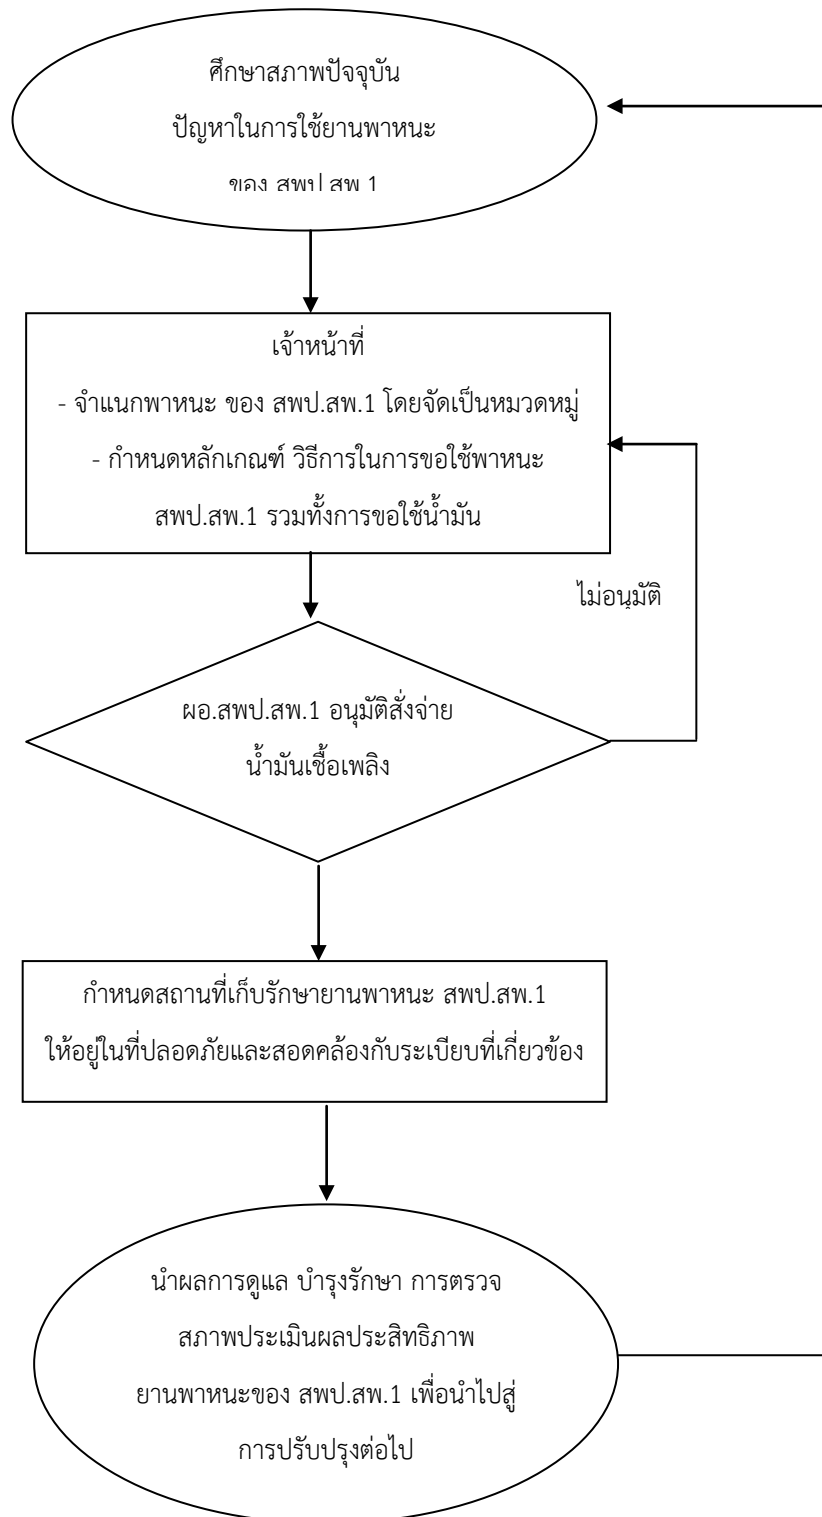 ศึกษาสภาพปัจจุบัน
ปัญหาในการใช้ยานพาหนะ
ของ สพป.สพ.1
เจ้าหน้าที่
- จำแนกพาหนะ ของ สพป.สพ.1 โดยจัดเป็นหมวดหมู่
- กำหนดหลักเกณฑ์ วิธีการในการขอใช้พาหนะ
สพป.สพ.1 รวมทั้งการขอใช้น้ำมัน
ไม่อนุมัติ
ผอ.สพป.สพ.1 อนุมัติสั่งจ่าย
น้ำมันเชื้อเพลิง
กำหนดสถานที่เก็บรักษายานพาหนะ สพป.สพ.1
ให้อยู่ในที่ปลอดภัยและสอดคล้องกับระเบียบที่เกี่ยวข้อง
นำผลการดูแล บำรุงรักษา การตรวจ
สภาพประเมินผลประสิทธิภาพ
ยานพาหนะของ สพป.สพ.1 เพื่อนำไปสู่
การปรับปรุงต่อไป